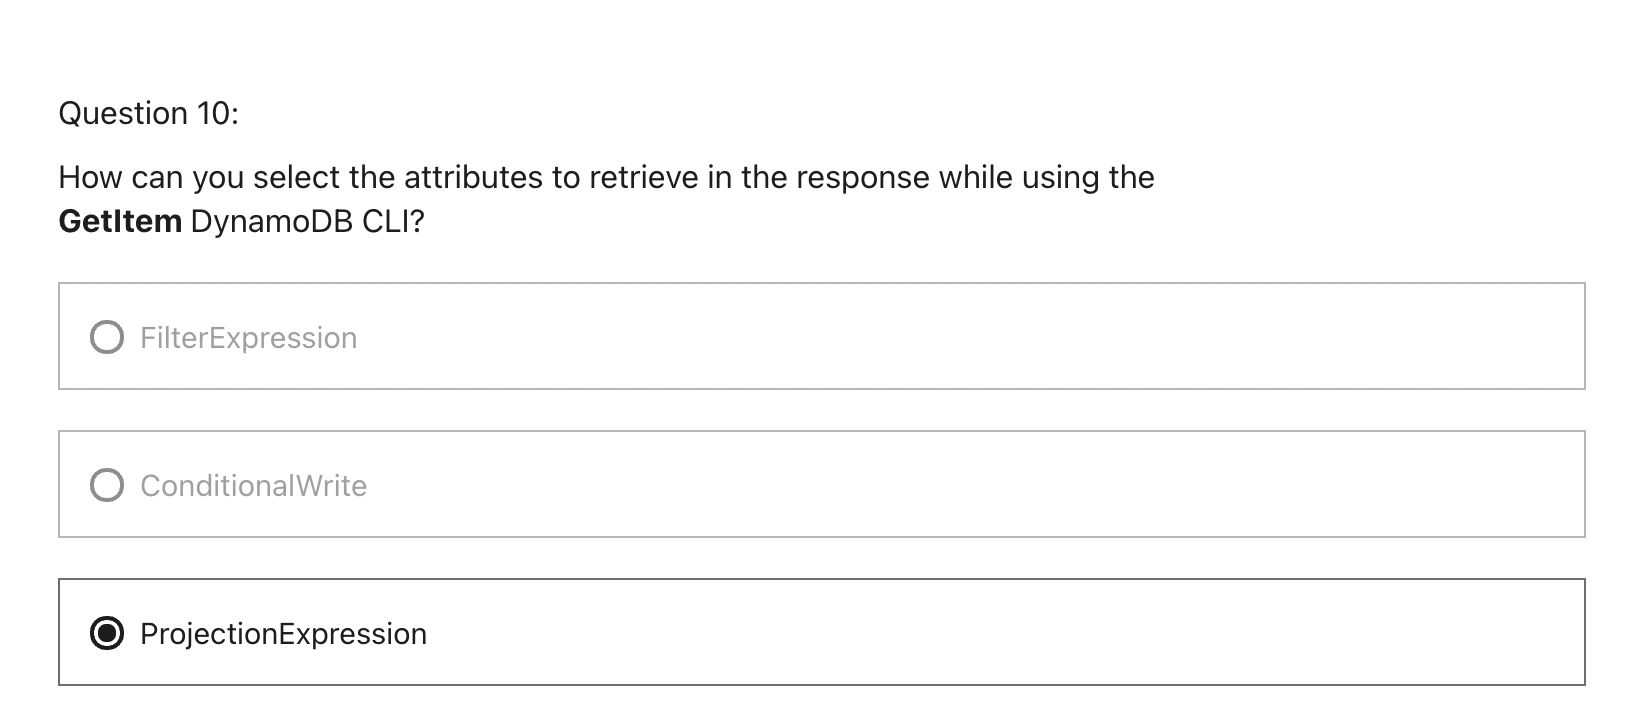 Question 10:
How can you select the attributes to retrieve in the response while using the
GetItem DynamoDB CLI?
FilterExpression
ConditionalWrite
ProjectionExpression